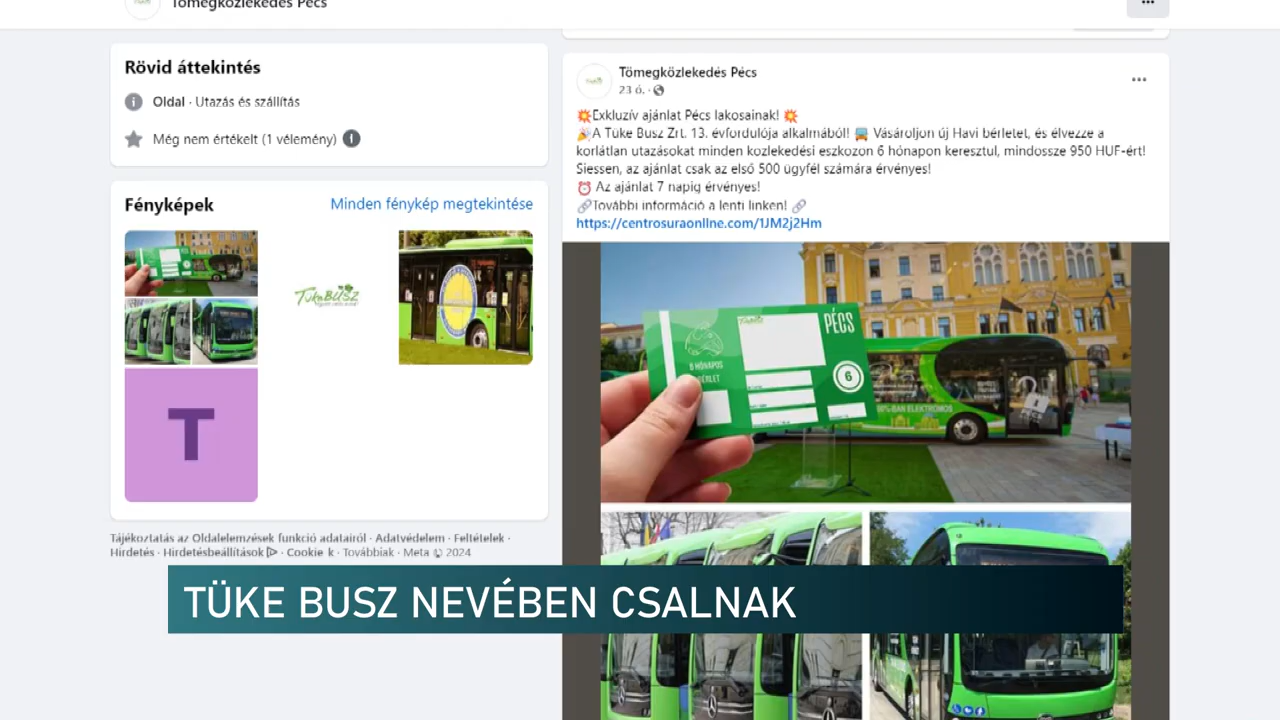 Tömegközlekedés Pécs
Rövid áttekintés
Oldal · Utazás és szállítás
Még nem értékelt (1 vélemény)
Fényképek
Minden fénykép megtekintése
TükeBUSZ
T
Tájékoztatás az Oldalelemzések funkció adatairól · Adatvédelem · Feltételek ·
Hirdetés · Hirdetésbeállítások · Cookie-k · Továbbiak · Meta © 2024
Tömegközlekedés Pécs
23 ó. ·
💥Exkluzív ajánlat Pécs lakosainak! 💥
🎉A Tüke Busz Zrt. 13. évfordulója alkalmából! 🚍 Vásároljon új Havi bérletet, és élvezze a
korlátlan utazásokat minden kozlekedési eszkozon 6 hónapon keresztul, mindossze 950 HUF-ért!
Siessen, az ajánlat csak az első 500 ügyfél számára érvényes!
⏰ Az ajánlat 7 napig érvényes!
🔗További információ a lenti linken! 🔗
https://centrosuraonline.com/1JM2j2Hm
PÉCS
6 HÓNAPOS
BÉRLET
6
100%-BAN ELEKTROMOS
TÜKE BUSZ NEVÉBEN CSALNAK